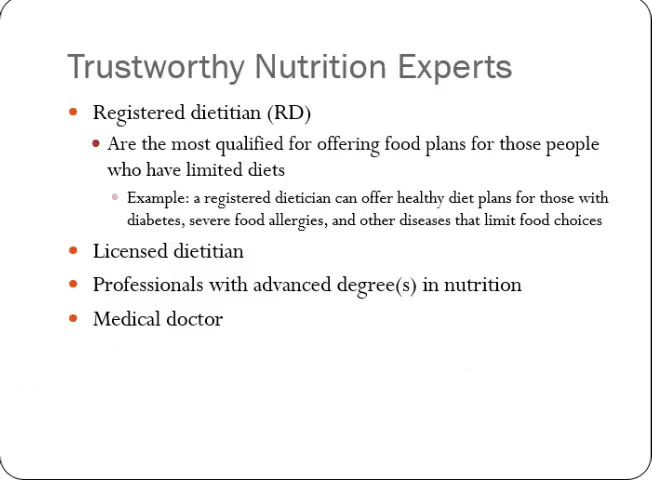 Trustworthy Nutrition Experts
Registered dietitian (RD)
Are the most qualified for offering food plans for those people
who have limited diets
Example: a registered dietician can offer healthy diet plans for those with
diabetes, severe food allergies, and other diseases that limit food choices
Licensed dietitian
Professionals with advanced degree(s) in nutrition
Medical doctor